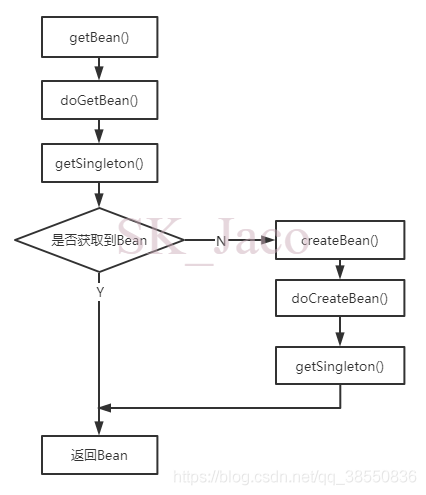 getBean()
doGetBean()
getSingleton()
是否获取到Bean
N
createBean()
Y
doCreateBean()
getSingleton()
返回Bean
SK_Jaco
https://blog.csdn.net/qq_38550836